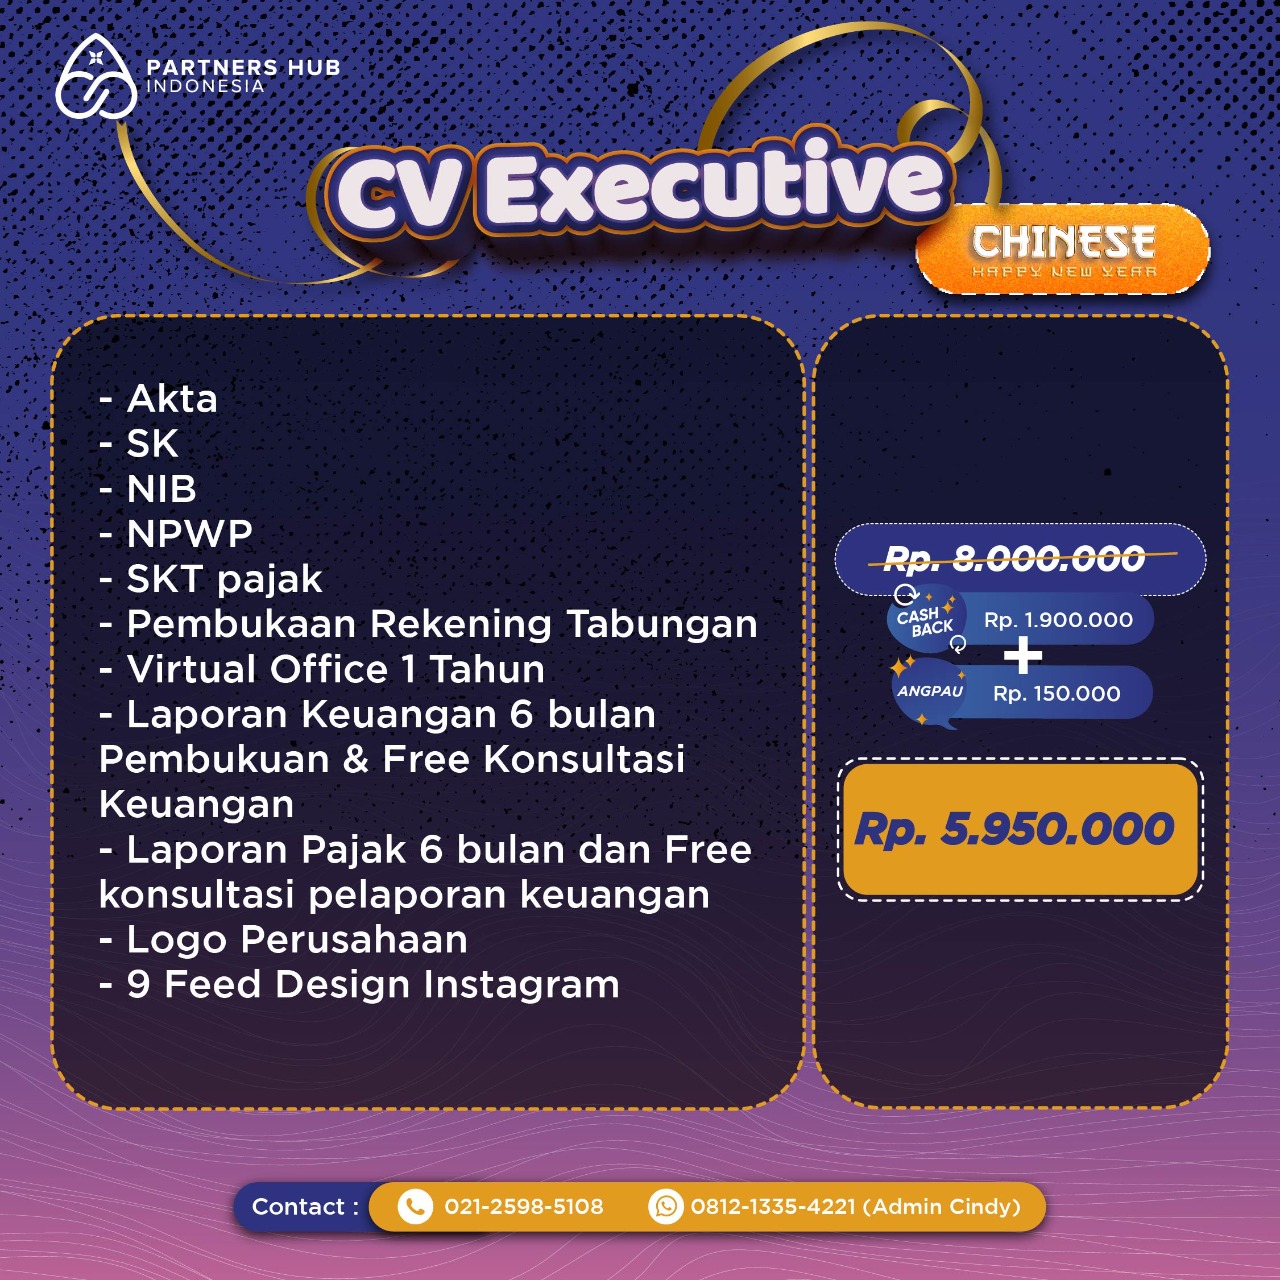 PARTNERS HUB
INDONESIA
CV Executive
CHINESE
HAPPY NEW YEAR
- Akta
- SK
- NIB
- NPWP
- SKT pajak
- Pembukaan Rekening Tabungan
- Virtual Office 1 Tahun
- Laporan Keuangan 6 bulan
Pembukuan & Free Konsultasi
Keuangan
- Laporan Pajak 6 bulan dan Free
konsultasi pelaporan keuangan
- Logo Perusahaan
- 9 Feed Design Instagram
Rp. 8.000.000
CASH
BACK
Rp. 1.900.000
+
ANGPAU
Rp. 150.000
Rp. 5.950.000
Contact :
021-2598-5108
0812-1335-4221 (Admin Cindy)